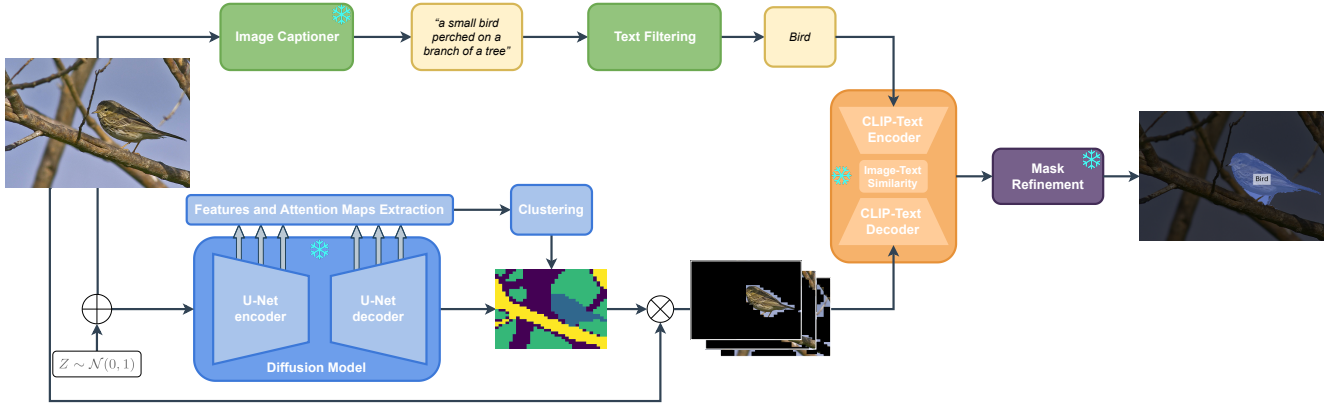 Image Captioner
“a small bird
perched on a
branch of a tree”
Text Filtering
Bird
CLIP-Text
Encoder
Image-Text
Similarity
CLIP-Text
Decoder
Mask
Refinement
Bird
Features and Attention Maps Extraction
Clustering
U-Net
encoder
U-Net
decoder
Diffusion Model
Z ∼ 𝒩(0, 1)